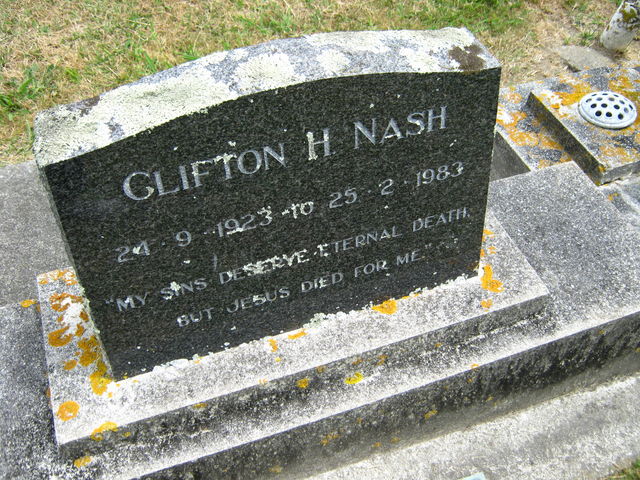 CLIFTON H NASH
24 - 9 - 1923 - TO 25 - 2 - 1983
"MY SINS DESERVE ETERNAL DEATH,
BUT JESUS DIED FOR ME."